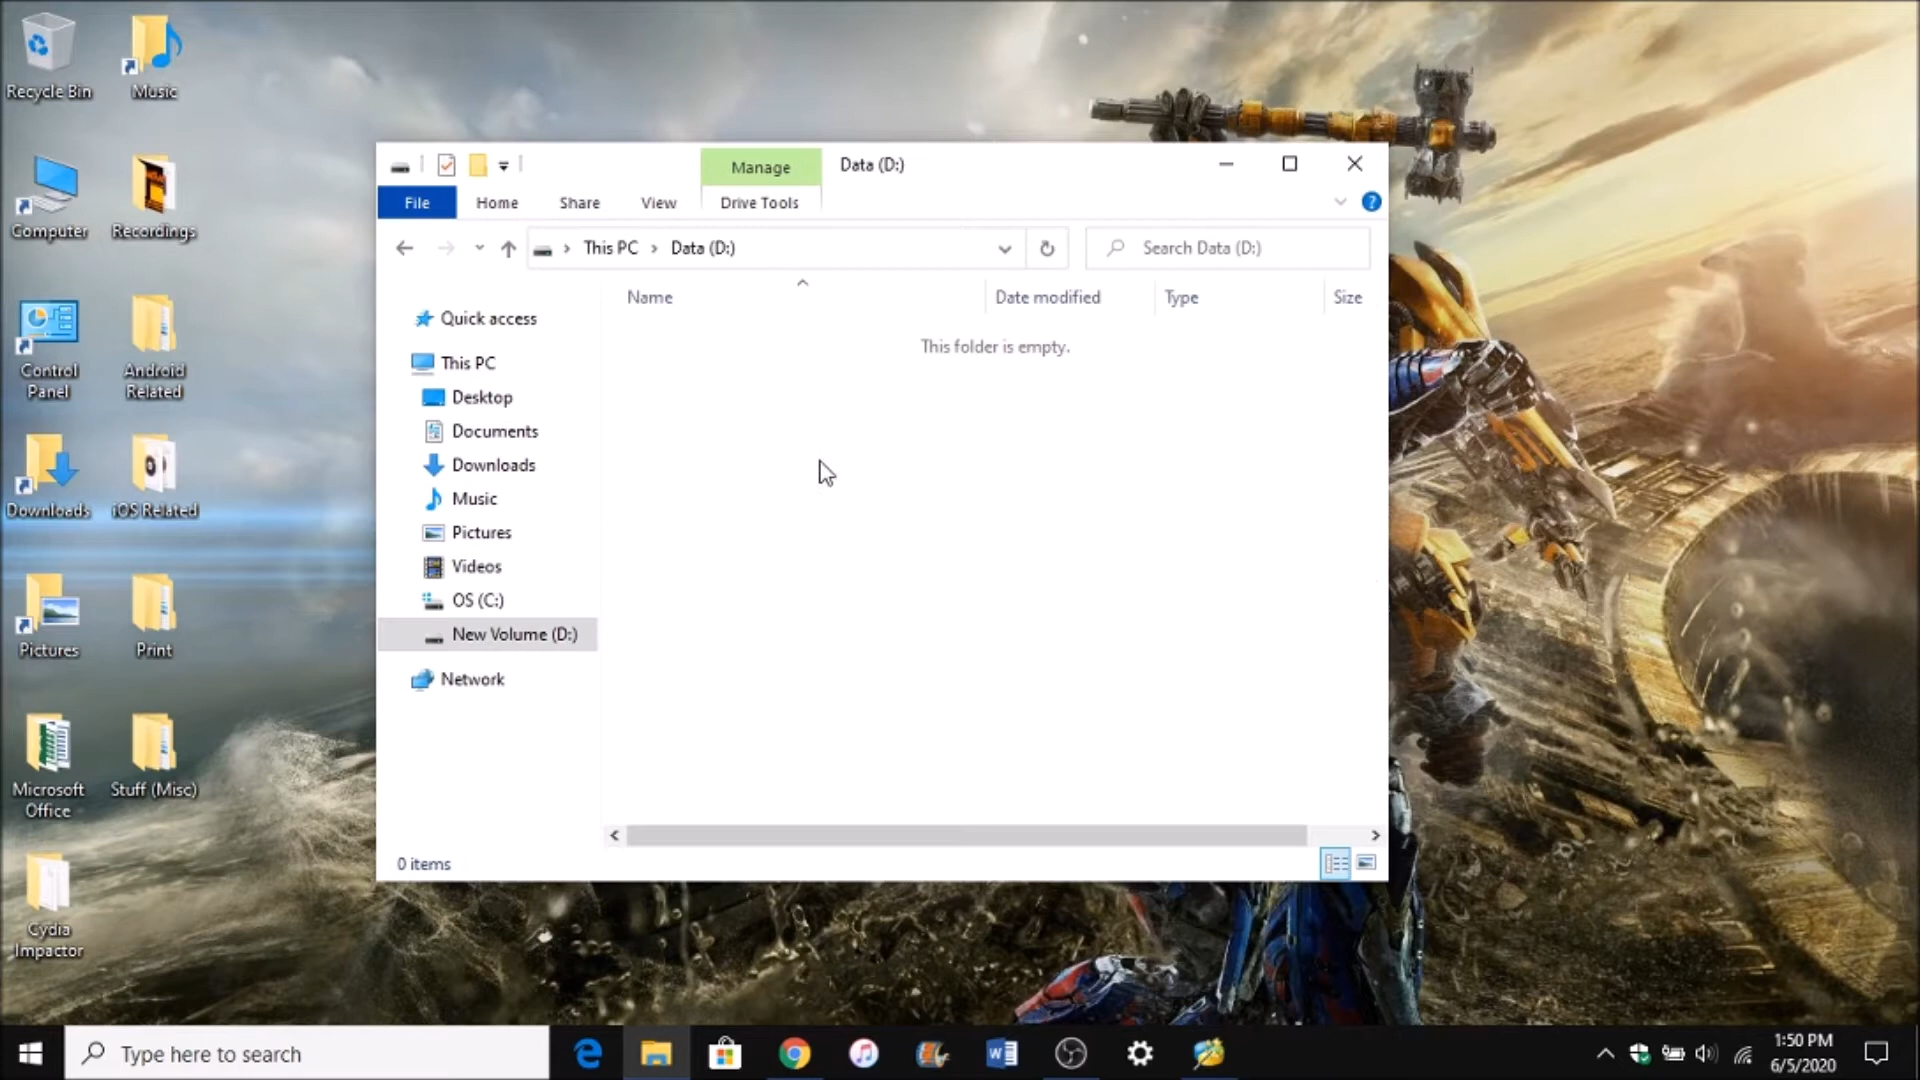 Recycle Bin
Music
Computer
Recordings
Control Panel
Android Related
Downloads
iOS Related
Pictures
Print
Microsoft Office
Stuff (Misc)
Cydia Impactor
Manage
Data (D:)
File
Home
Share
View
Drive Tools
?
This PC
Data (D:)
Search Data (D:)
Name
Date modified
Type
Size
This folder is empty.
Quick access
This PC
Desktop
Documents
Downloads
Music
Pictures
Videos
OS (C:)
New Volume (D:)
Network
0 items
Type here to search
1:50 PM
6/5/2020